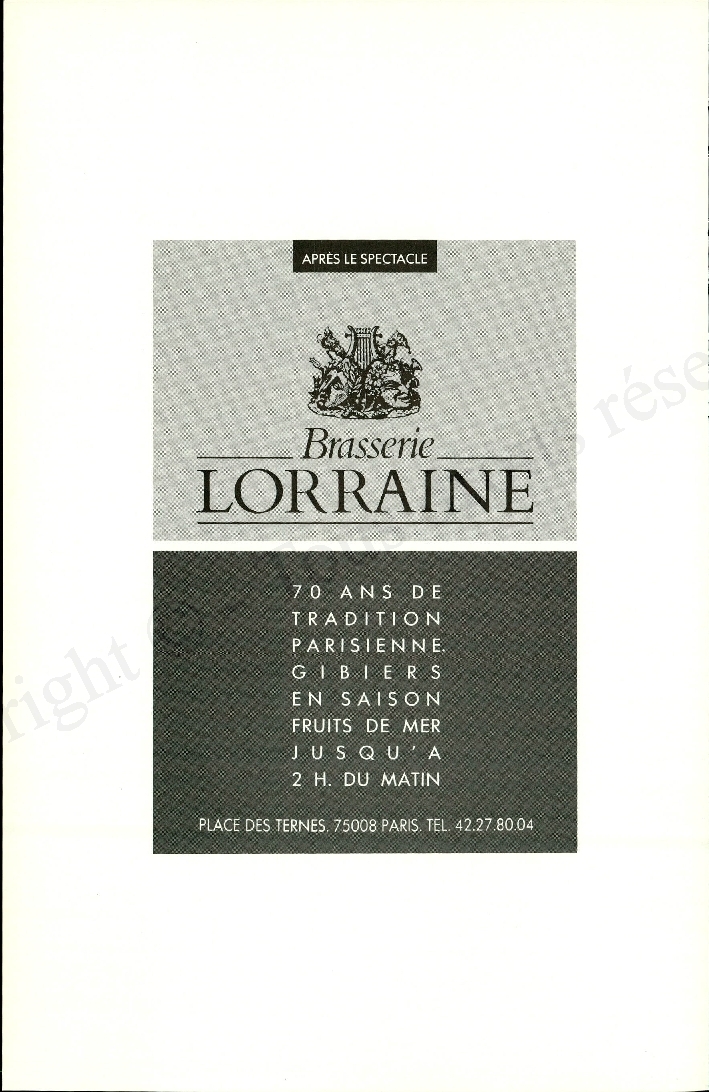 APRÈS LE SPECTACLE
Brasserie
LORRAINE
70 ANS DE
TRADITION
PARISIENNE.
GIBIERS
EN SAISON
FRUITS DE MER
JUSQU'A
2 H. DU MATIN
PLACE DES TERNES. 75008 PARIS. TEL. 42.27.80.04